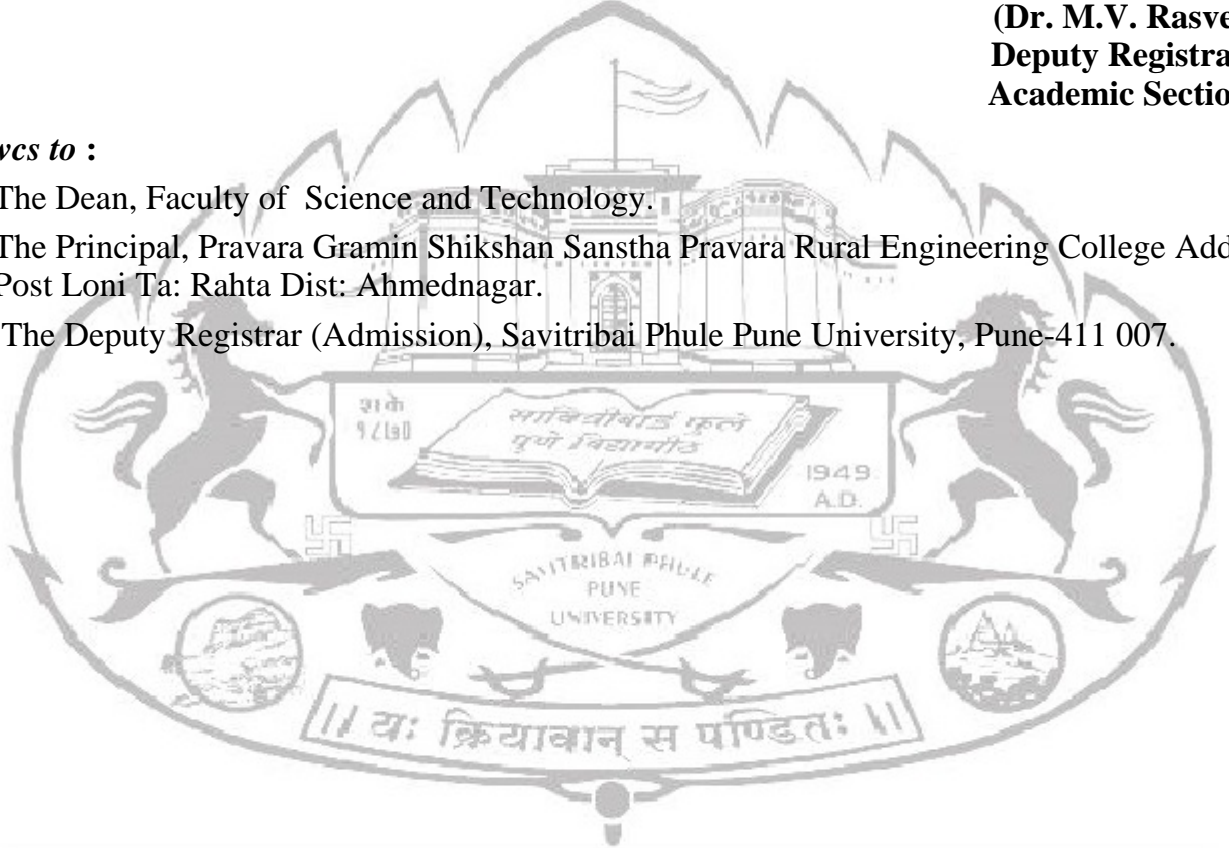 (Dr. M.V. Rasve
Deputy Registra
Academic Sectio
wcs to :
The Dean, Faculty of Science and Technology.
The Principal, Pravara Gramin Shikshan Sanstha Pravara Rural Engineering College Add
Post Loni Ta: Rahta Dist: Ahmednagar.
The Deputy Registrar (Admission), Savitribai Phule Pune University, Pune-411 007.
शके
१८७०
सावित्रीबाई फुले
पुणे विद्यापीठ
1949
A.D.
SAVITRIBAI PHULE
PUNE
UNIVERSITY
|| यः क्रियावान् स पण्डितः ||